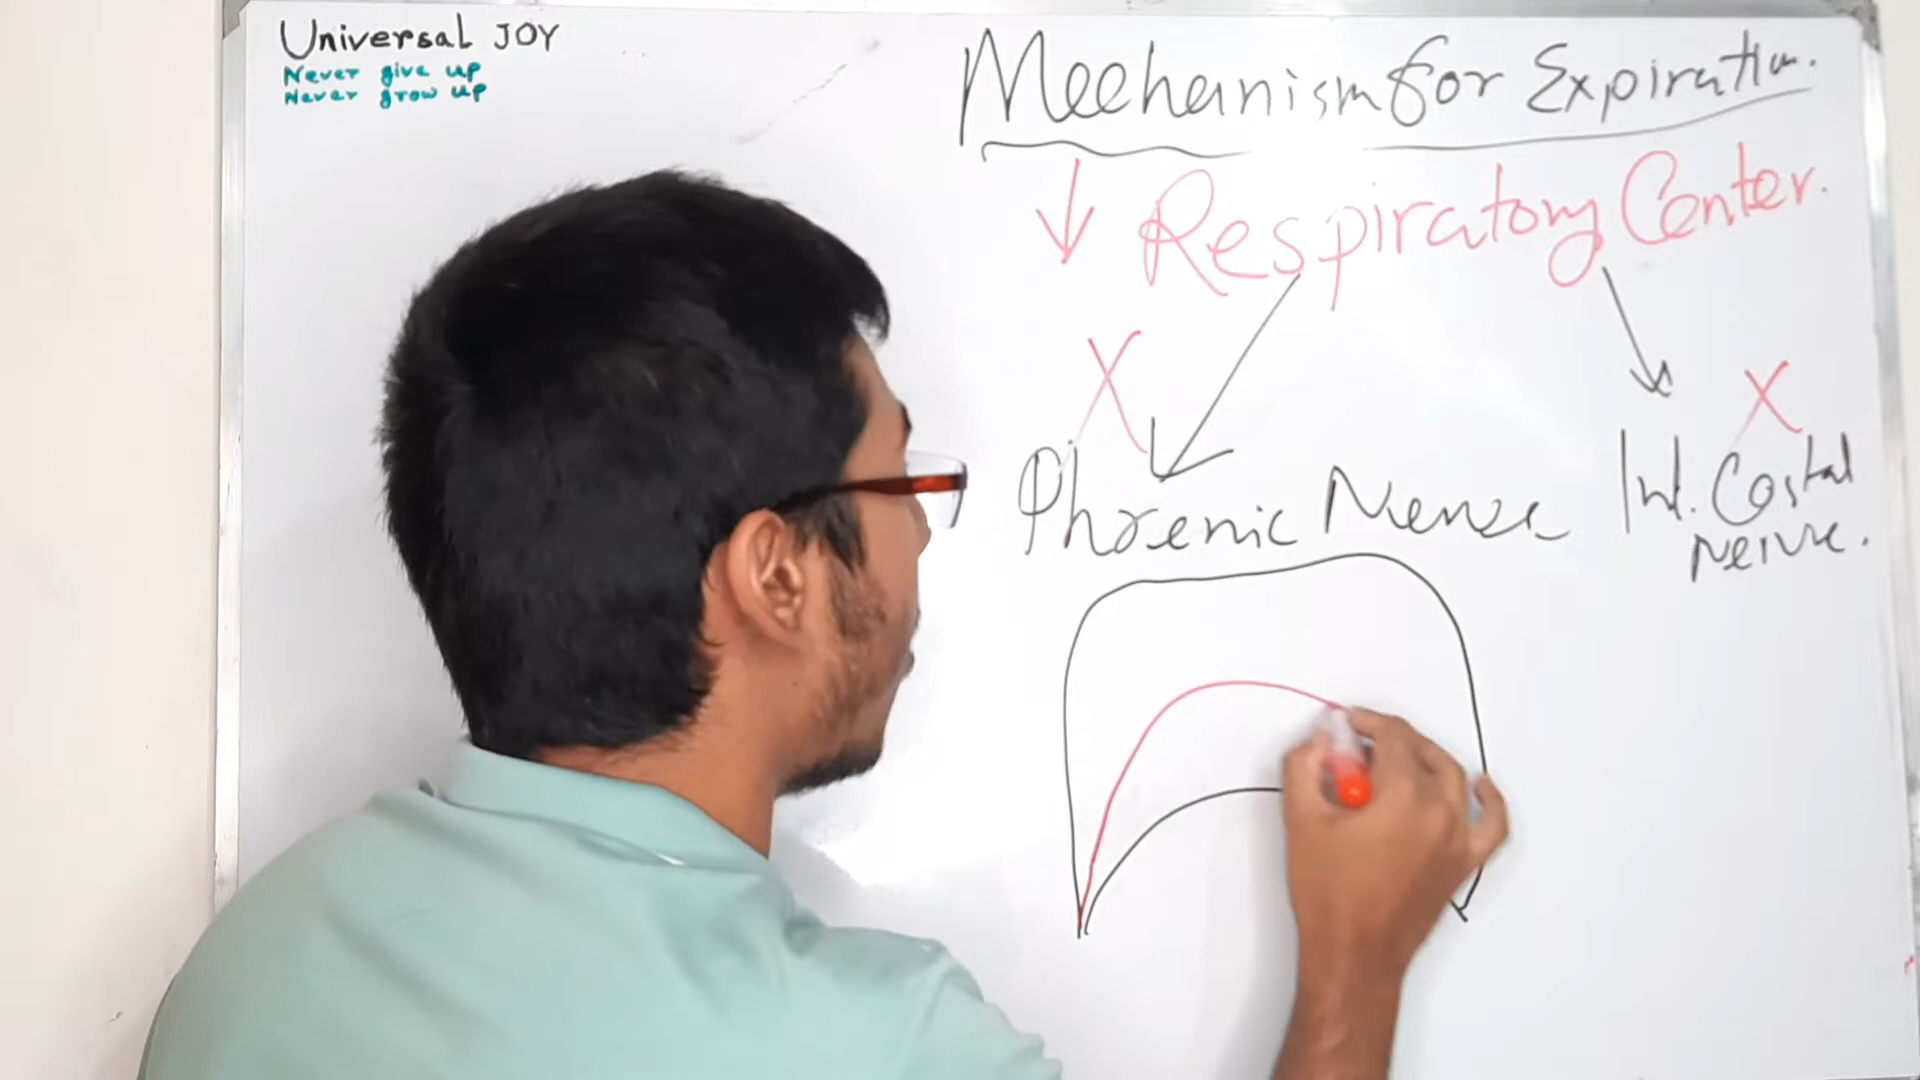 Universal JOY
Never give up
Never grow up
Mechanism for Expiration.
↓ Respiratory Center.
X
X
Phrenic Nerve
Int. Costal
Nerve.